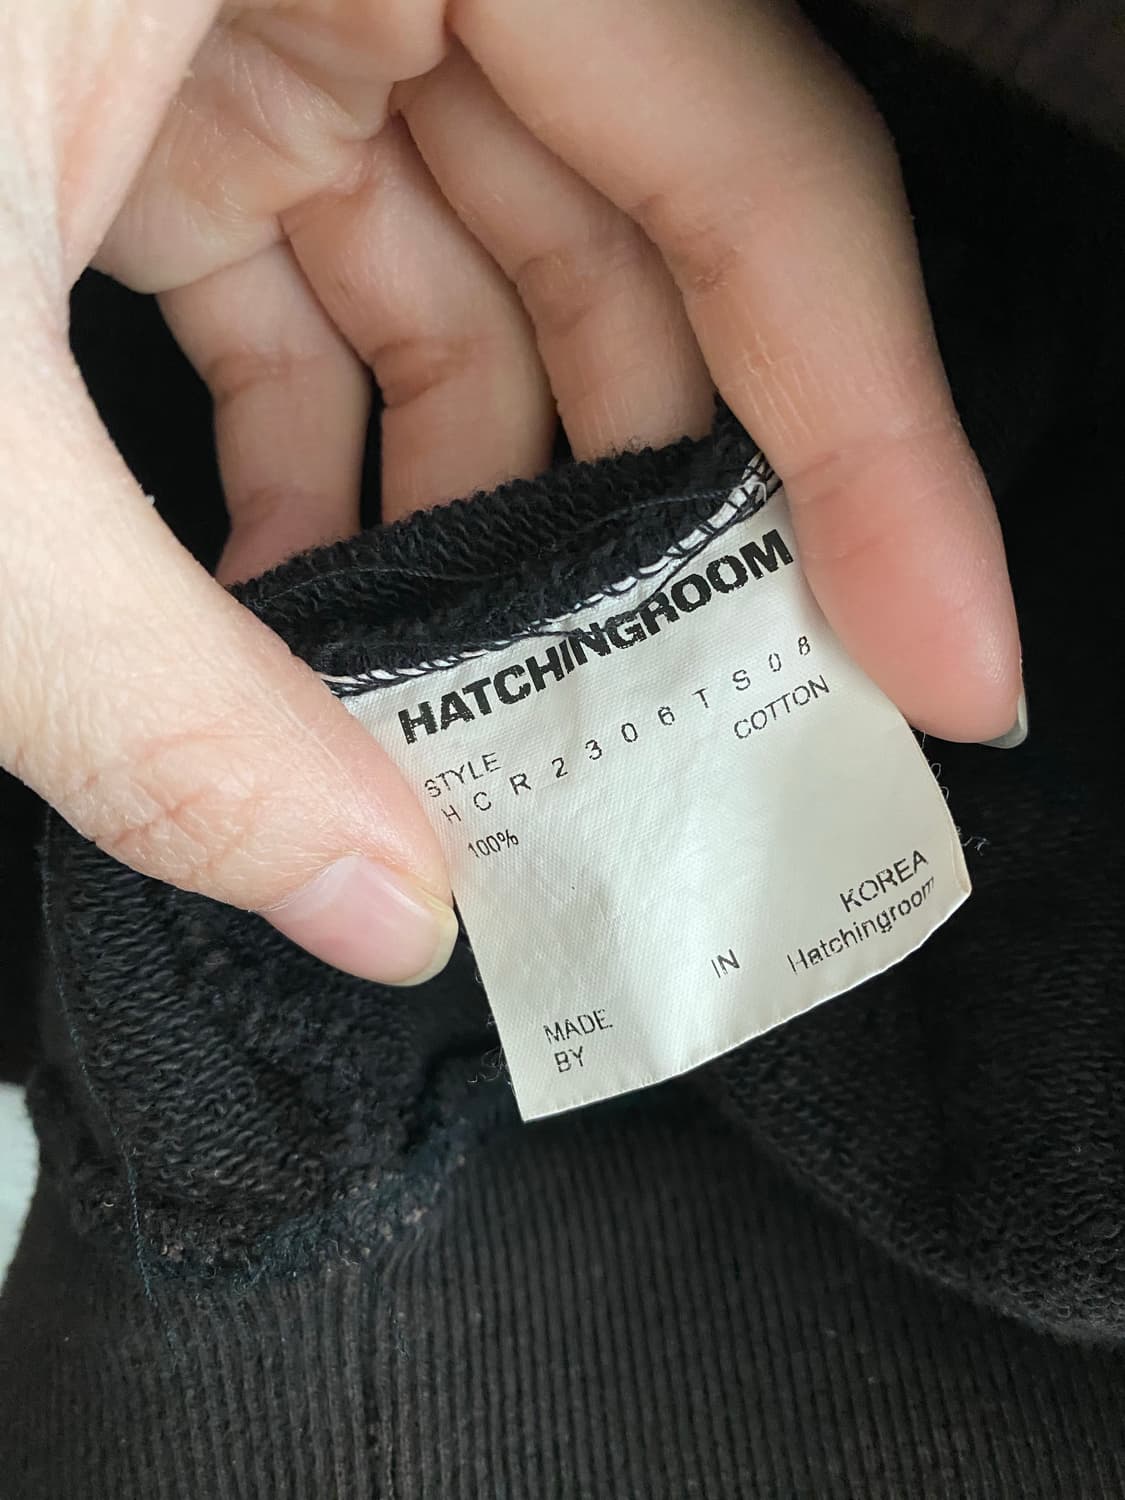 HATCHINGROOM
STYLE
H C R 2 3 0 6 T S 0 8
100% COTTON
MADE IN KOREA
BY Hatchingroom